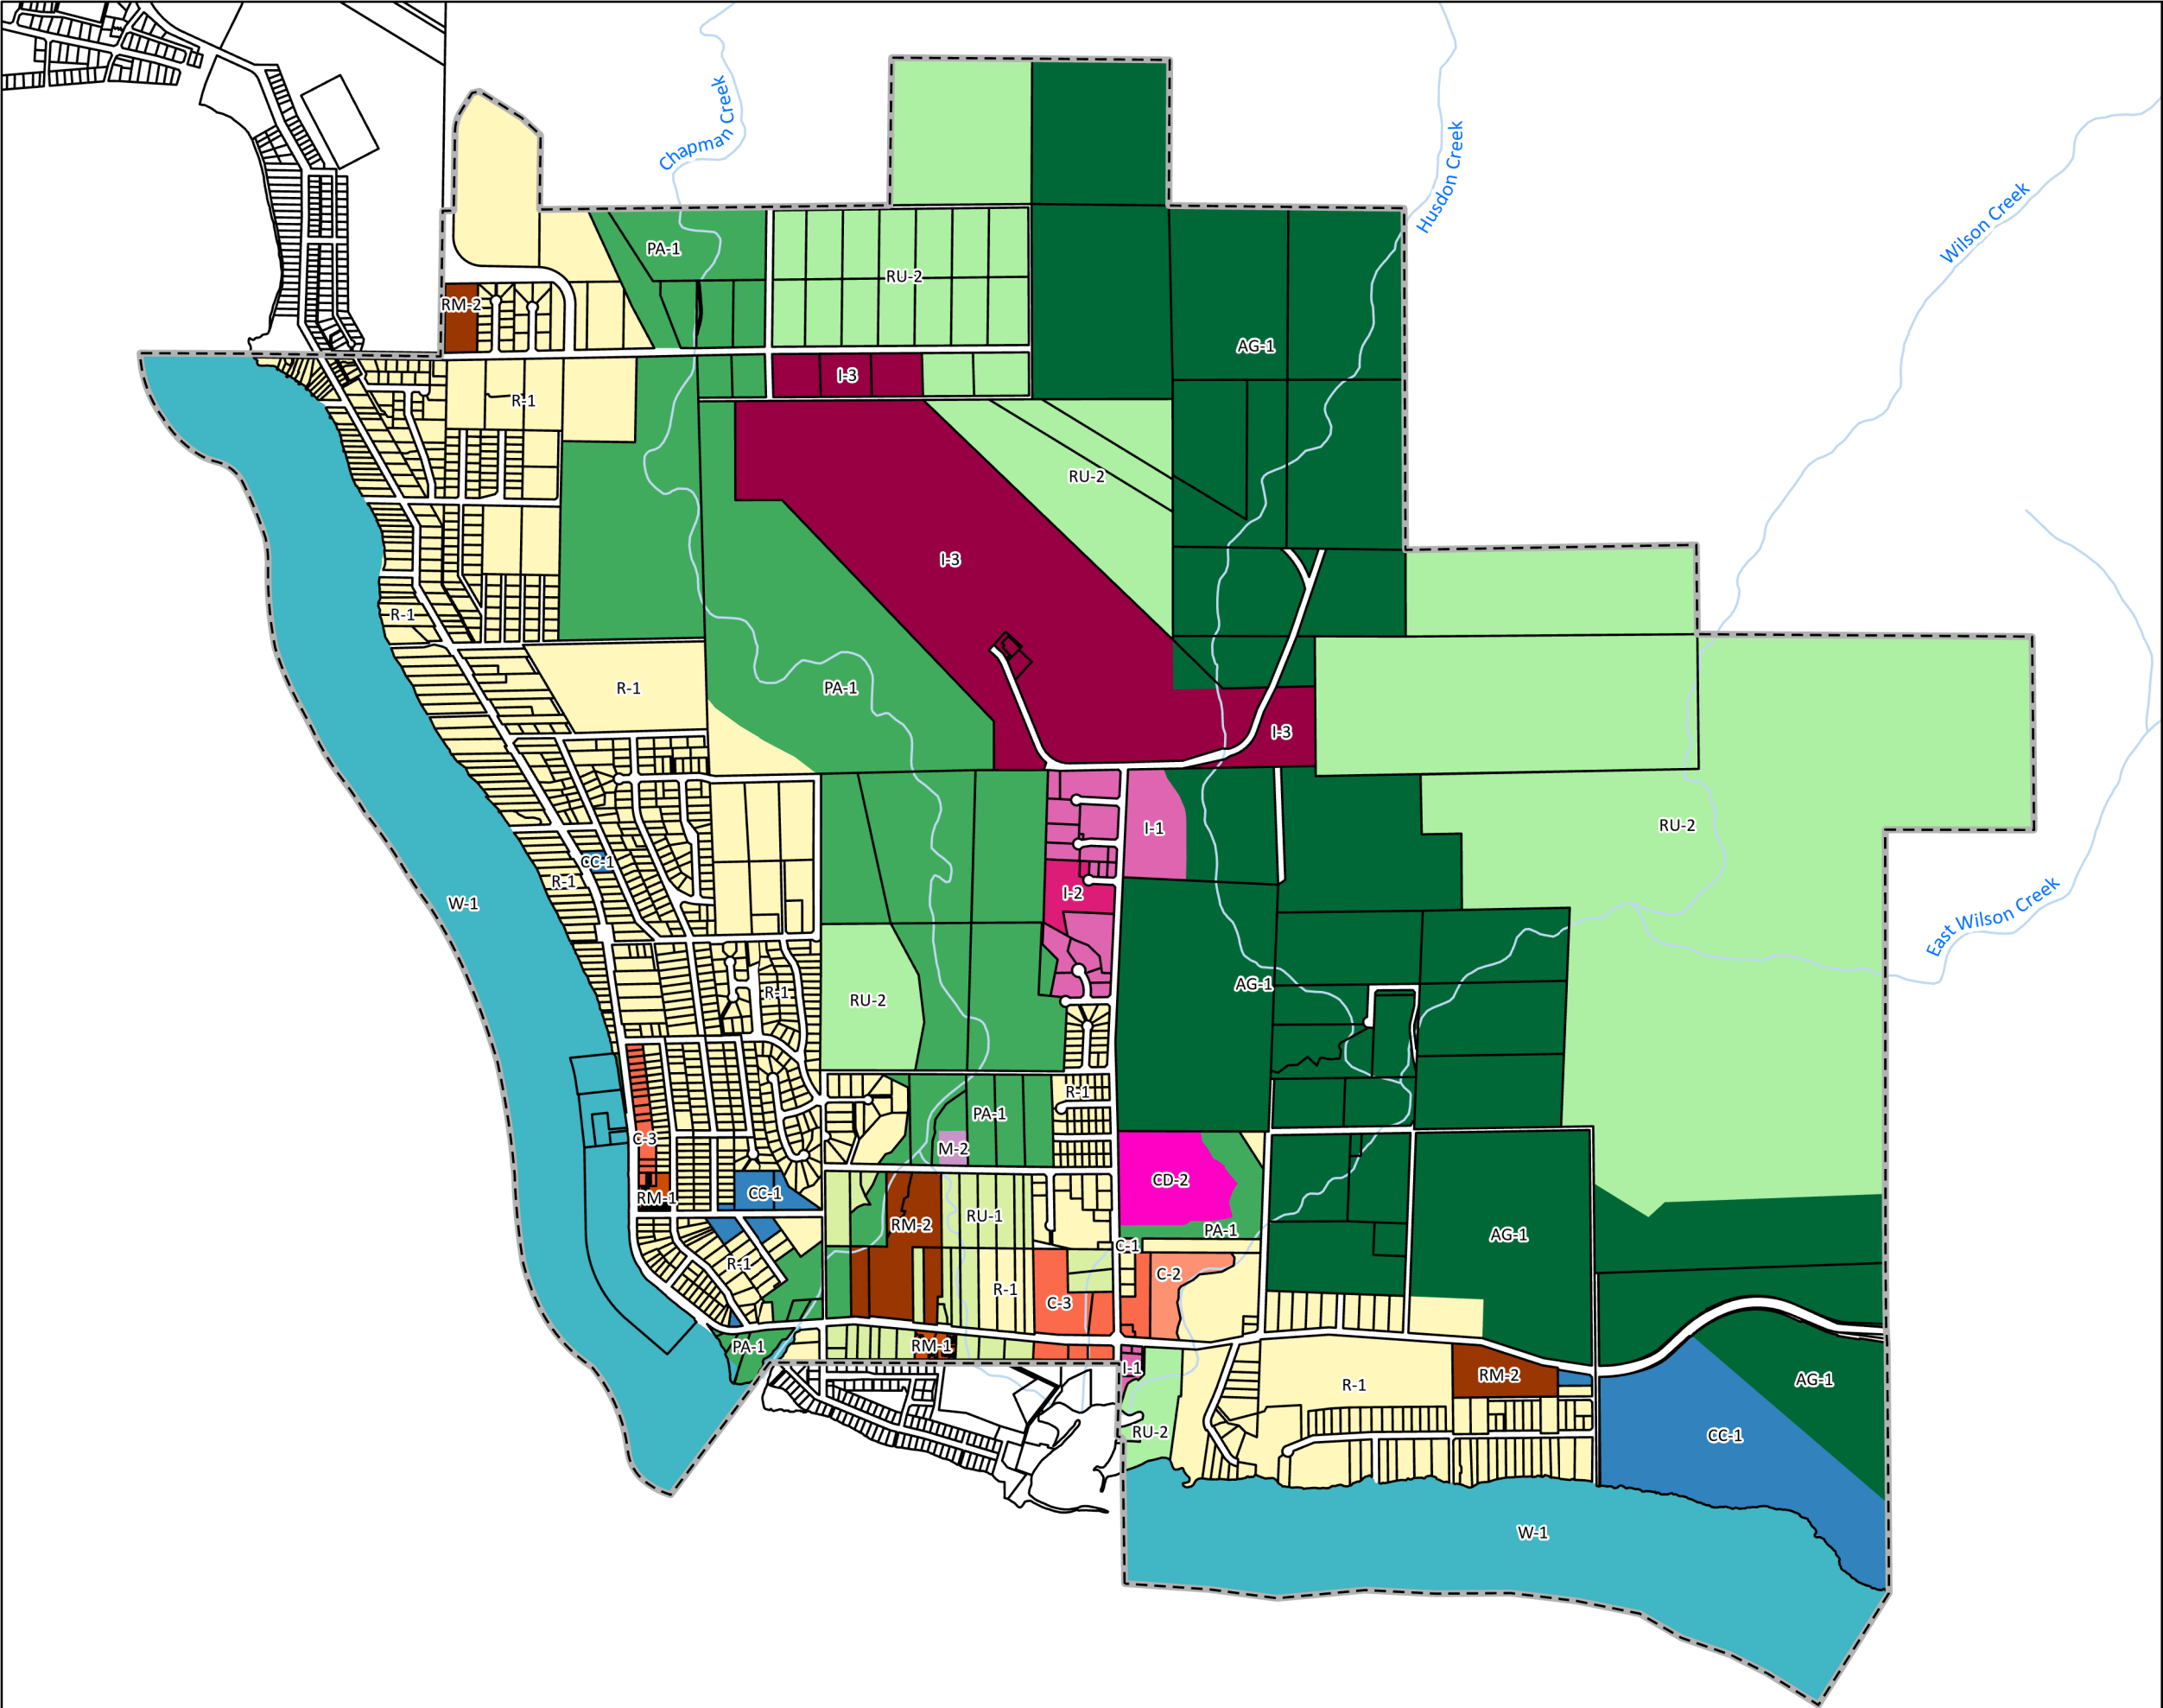 Chapman Creek
Husdon Creek
Wilson Creek
PA-1
RU-2
RM-2
AG-1
I-3
R-1
RU-2
I-3
R-1
R-1
PA-1
I-3
RU-2
I-1
CC-1
R-1
I-2
W-1
East Wilson Creek
AG-1
R-1
RU-2
R-1
PA-1
C-3
M-2
CD-2
RM-1
CC-1
RU-1
RM-2
PA-1
AG-1
C-1
R-1
C-2
R-1
C-3
RM-1
PA-1
I-1
RM-2
AG-1
R-1
RU-2
CC-1
W-1